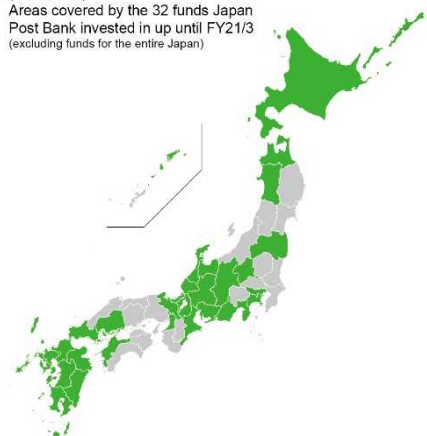 Areas covered by the 32 funds Japan
Post Bank invested in up until FY21/3
(excluding funds for the entire Japan)